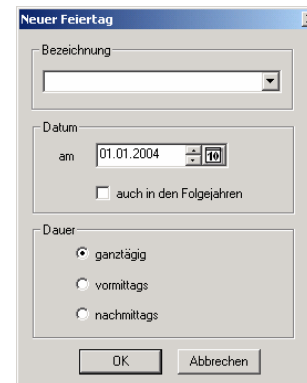 Neuer Feiertag
Bezeichnung
Datum
am 01.01.2004 10
auch in den Folgejahren
Dauer
ganztägig
vormittags
nachmittags
OK Abbrechen